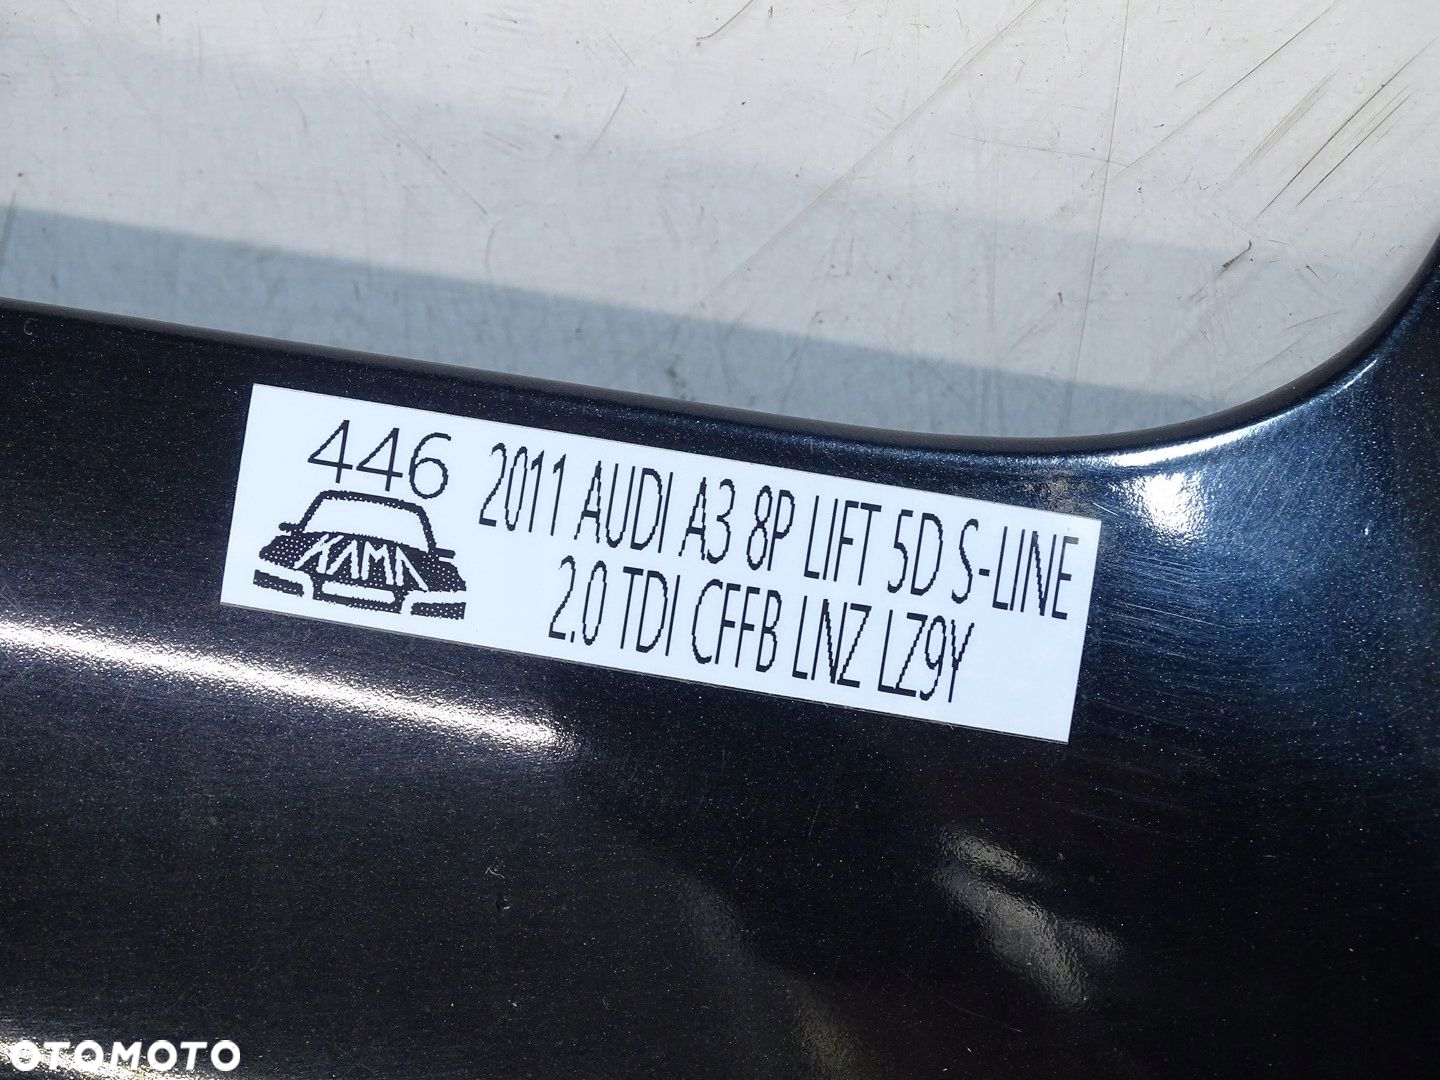 446 2011 AUDI A3 8P LIFT 5D S-LINE
KAMA 2.0 TDI CFFB LNZ LZ9Y
OTOMOTO